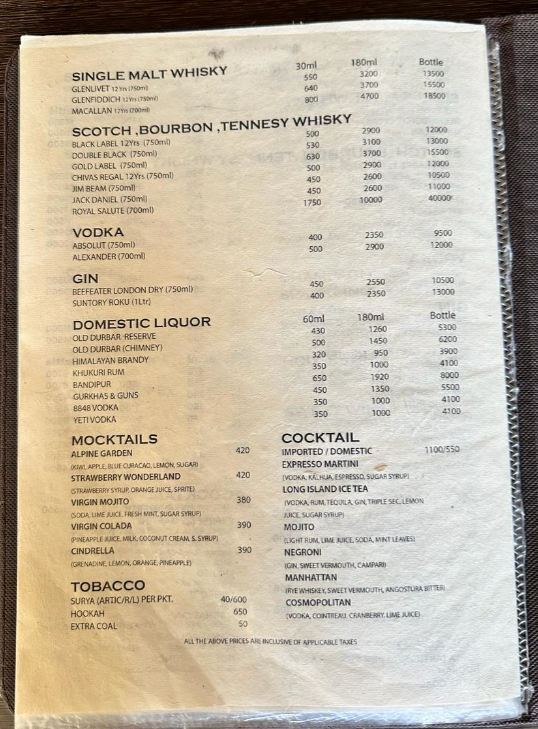 30ml 180ml Bottle
SINGLE MALT WHISKY
GLENLIVET 12 Yrs (750ml) 550 3200 13500
GLENFIDDICH 12 Yrs (750ml) 640 3700 15500
MACALLAN 12Yrs (700ml) 800 4700 18500
SCOTCH ,BOURBON ,TENNESY WHISKY
BLACK LABEL 12Yrs (750ml) 500 2900 12000
DOUBLE BLACK (750ml) 530 3100 13000
GOLD LABEL (750ml) 630 3700 15500
CHIVAS REGAL 12Yrs (750ml) 500 2900 12000
JIM BEAM (750ml) 450 2600 10500
JACK DANIEL (750ml) 450 2600 11000
ROYAL SALUTE (700ml) 1750 10000 40000
VODKA
ABSOLUT (750ml) 400 2350 9500
ALEXANDER (700ml) 500 2900 12000
GIN
BEEFEATER LONDON DRY (750ml) 450 2550 10500
SUNTORY ROKU (1Ltr) 400 2350 13000
DOMESTIC LIQUOR 60ml 180ml Bottle
OLD DURBAR RESERVE 430 1260 5300
OLD DURBAR (CHIMNEY) 500 1450 6200
HIMALAYAN BRANDY 320 950 3900
KHUKURI RUM 350 1000 4100
BANDIPUR 650 1920 8000
GURKHAS & GUNS 450 1350 5500
8848 VODKA 350 1000 4100
YETI VODKA 350 1000 4100
MOCKTAILS
ALPINE GARDEN 420
(KIWI, APPLE, BLUE CURACAO, LEMON, SUGAR)
STRAWBERRY WONDERLAND 420
(STRAWBERRY SYRUP, ORANGE JUICE, SPRITE)
VIRGIN MOJITO 380
(SODA, LIME JUICE, FRESH MINT, SUGAR SYRUP)
VIRGIN COLADA 390
(PINEAPPLE JUICE, MILK, COCONUT CREAM, & SYRUP)
CINDRELLA 390
(GRENADINE, LEMON, ORANGE, PINEAPPLE)
TOBACCO
SURYA (ARTIC/R/L) PER PKT. 40/600
HOOKAH 650
EXTRA COAL 50
COCKTAIL
IMPORTED / DOMESTIC 1100/550
EXPRESSO MARTINI
(VODKA, KALHUA, ESPRESSO, SUGAR SYRUP)
LONG ISLAND ICE TEA
(VODKA, RUM, TEQUILA, GIN, TRIPLE SEC, LEMON
JUICE, SUGAR SYRUP)
MOJITO
(LIGHT RUM, LIME JUICE, SODA, MINT LEAVES)
NEGRONI
(GIN, SWEET VERMOUTH, CAMPARI)
MANHATTAN
(RYE WHISKEY, SWEET VERMOUTH, ANGOSTURA BITTER)
COSMOPOLITAN
(VODKA, COINTREAU, CRANBERRY, LIME JUICE)
ALL THE ABOVE PRICES ARE INCLUSIVE OF APPLICABLE TAXES